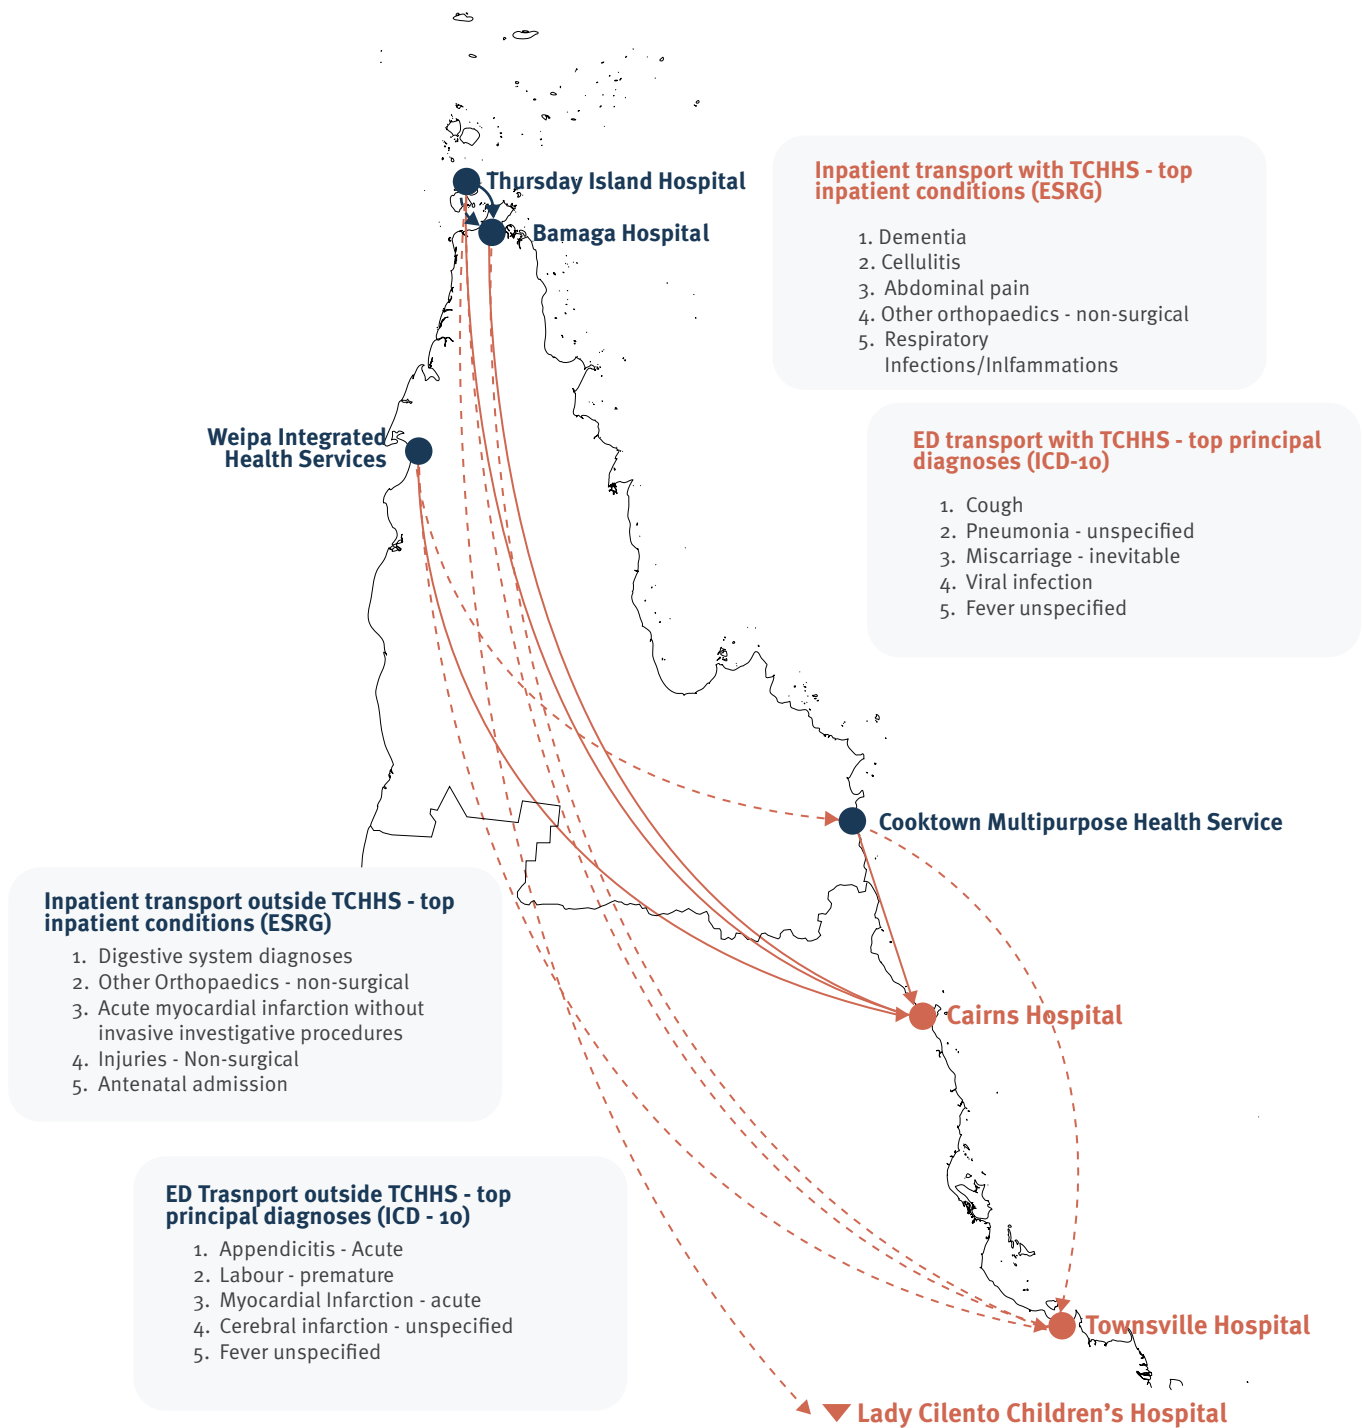 Thursday Island Hospital
Bamaga Hospital
Inpatient transport with TCHHS - top
inpatient conditions (ESRG)
1. Dementia
2. Cellulitis
3. Abdominal pain
4. Other orthopaedics - non-surgical
5. Respiratory
Infections/Inlfammations
Weipa Integrated
Health Services
ED transport with TCHHS - top principal
diagnoses (ICD-10)
1. Cough
2. Pneumonia - unspecified
3. Miscarriage - inevitable
4. Viral infection
5. Fever unspecified
Cooktown Multipurpose Health Service
Inpatient transport outside TCHHS - top
inpatient conditions (ESRG)
1. Digestive system diagnoses
2. Other Orthopaedics - non-surgical
3. Acute myocardial infarction without
invasive investigative procedures
4. Injuries - Non-surgical
5. Antenatal admission
Cairns Hospital
ED Trasnport outside TCHHS - top
principal diagnoses (ICD - 10)
1. Appendicitis - Acute
2. Labour - premature
3. Myocardial Infarction - acute
4. Cerebral infarction - unspecified
5. Fever unspecified
Townsville Hospital
Lady Cilento Children's Hospital